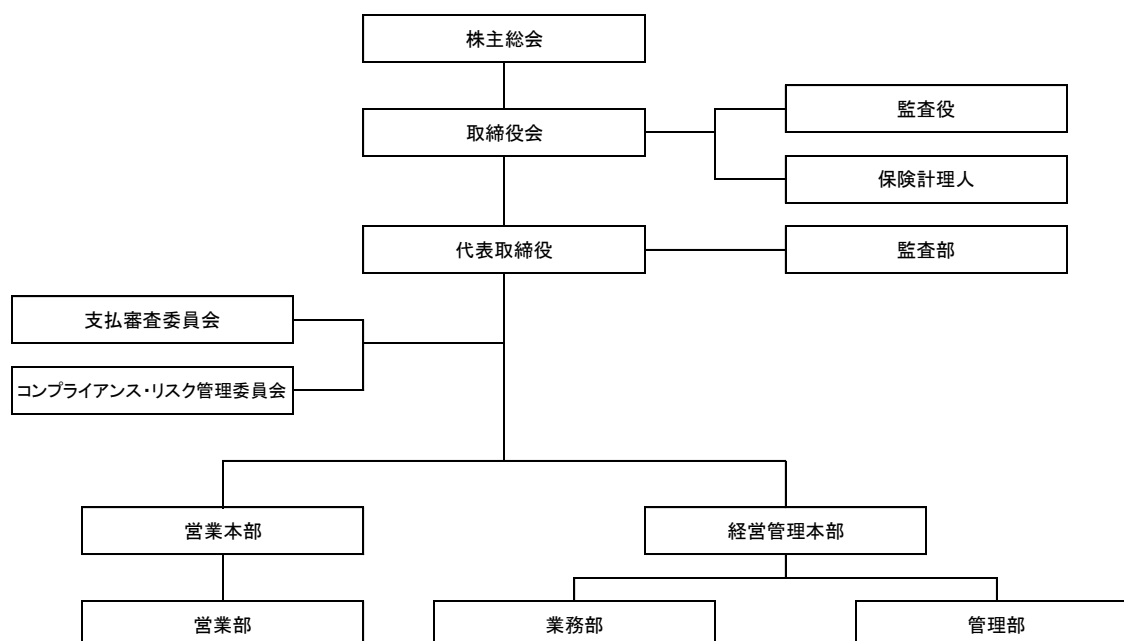 株主総会
監査役
取締役会
保険計理人
代表取締役
監査部
支払審査委員会
コンプライアンス・リスク管理委員会
営業本部
経営管理本部
営業部
業務部
管理部